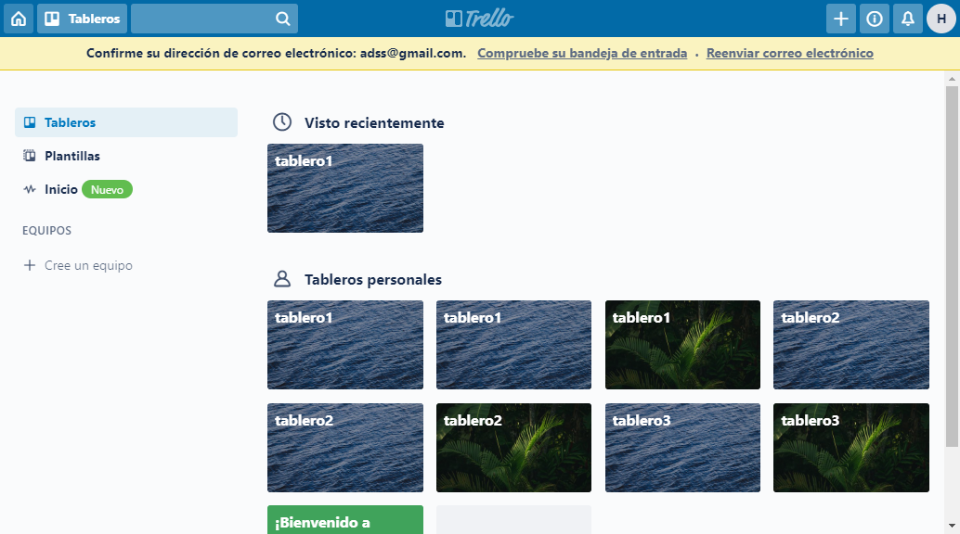 Tableros
Trello
H
Confirme su dirección de correo electrónico: adss@gmail.com. Compruebe su bandeja de entrada · Reenviar correo electrónico
Tableros
Plantillas
Inicio Nuevo
EQUIPOS
Cree un equipo
Visto recientemente
tablero1
Tableros personales
tablero1 tablero1 tablero1 tablero2
tablero2 tablero2 tablero3 tablero3
¡Bienvenido a